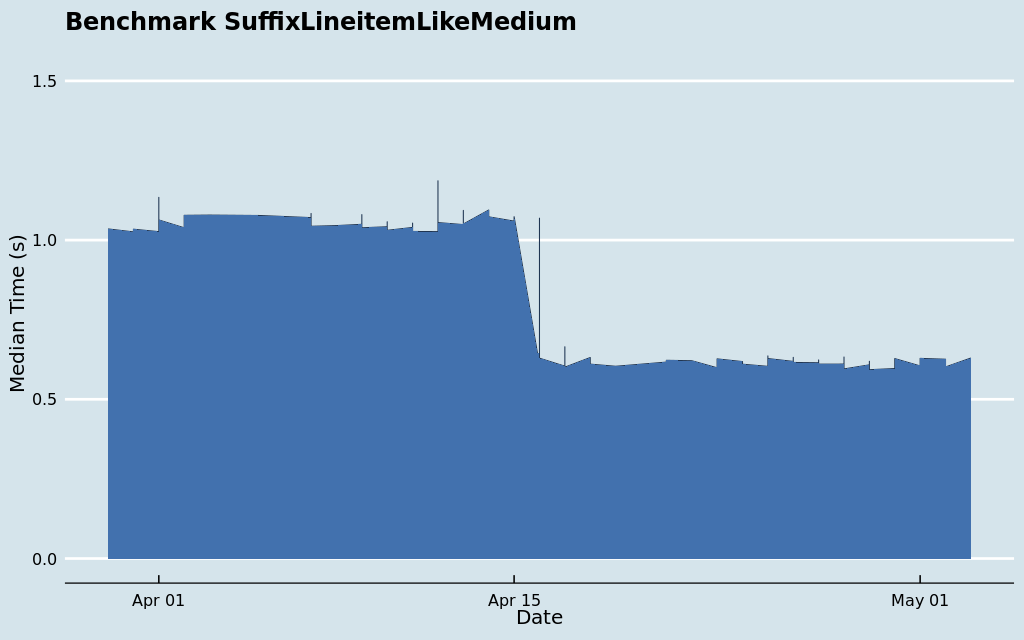 Benchmark SuffixLineitemLikeMedium
1.5
1.0
0.5
0.0
Median Time (s)
Apr 01
Apr 15
May 01
Date